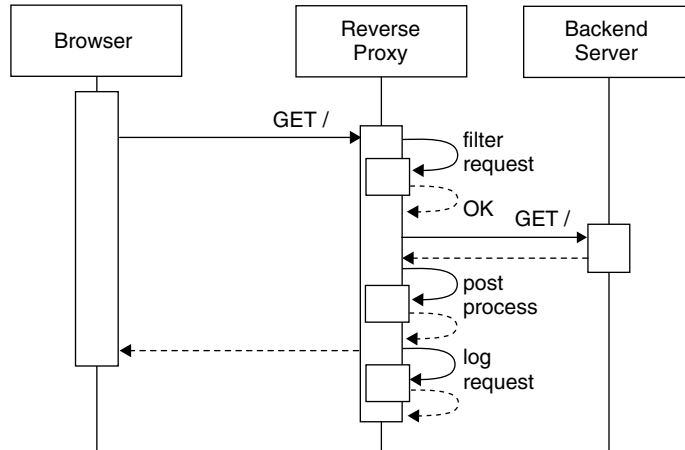 Browser
Reverse
Proxy
Backend
Server
GET /
filter
request
OK
GET /
post
process
log
request